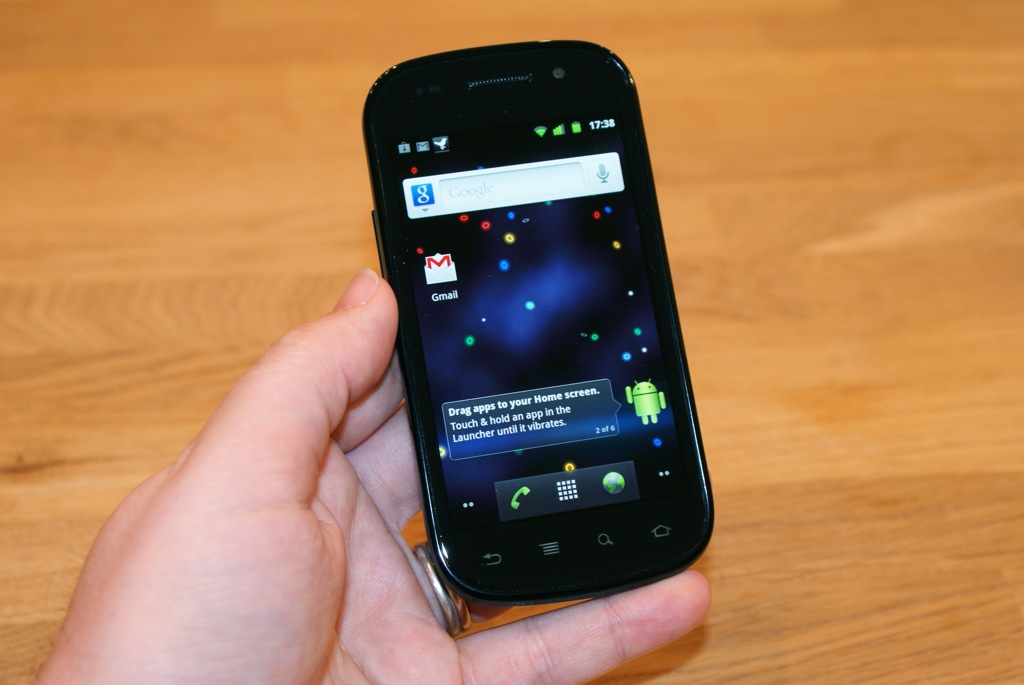 17:38
g Google
Gmail
Drag apps to your Home screen.
Touch & hold an app in the
Launcher until it vibrates.
2 of 6